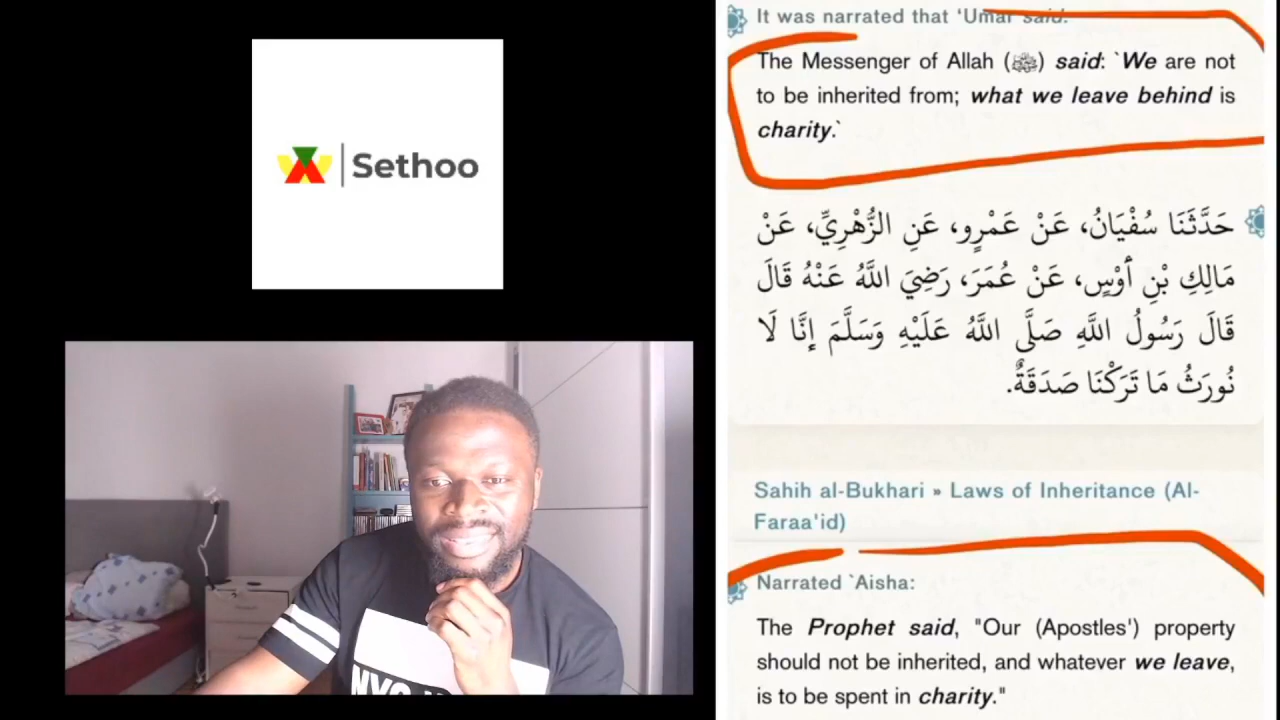 Sethoo
NYC
It was narrated that ‘Umar said:
The Messenger of Allah (ﷺ) said: `We are not
to be inherited from; what we leave behind is
charity.`
حَدَّثَنَا سُفْيَانُ، عَنْ عَمْرٍو، عَنِ الزُّهْرِيِّ، عَنْ
مَالِكِ بْنِ أَوْسٍ، عَنْ عُمَرَ، رَضِيَ اللَّهُ عَنْهُ قَالَ
قَالَ رَسُولُ اللَّهِ صَلَّى اللَّهُ عَلَيْهِ وَسَلَّمَ إِنَّا لَا
نُورَثُ مَا تَرَكْنَا صَدَقَةٌ.
Sahih al-Bukhari » Laws of Inheritance (Al-
Faraa'id)
Narrated `Aisha:
The Prophet said, "Our (Apostles') property
should not be inherited, and whatever we leave,
is to be spent in charity."